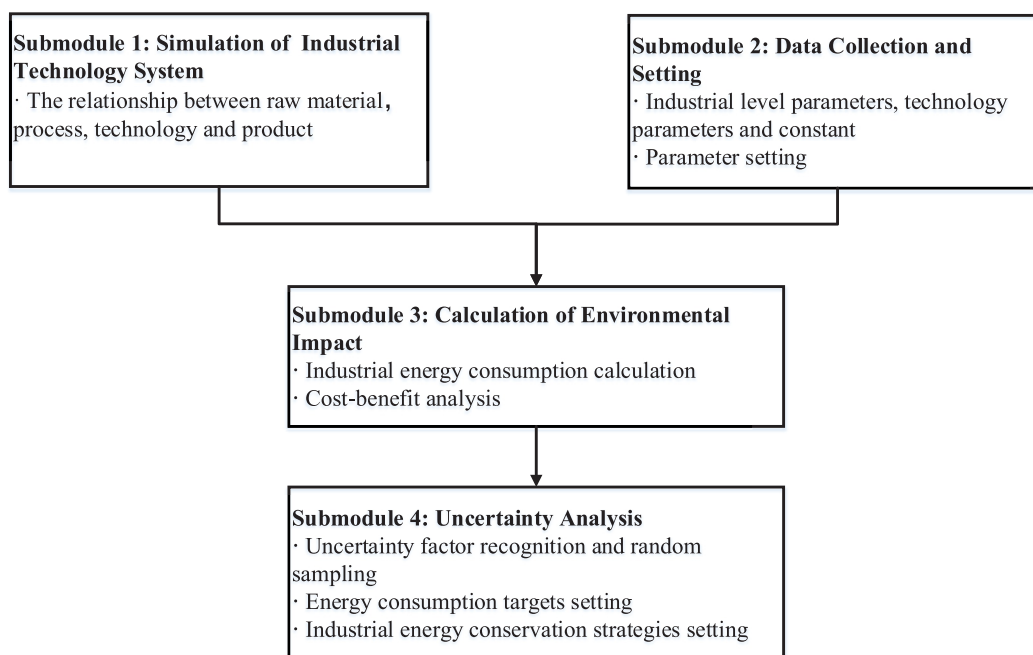 Submodule 1: Simulation of Industrial
Technology System
· The relationship between raw material，
process, technology and product
Submodule 2: Data Collection and
Setting
· Industrial level parameters, technology
parameters and constant
· Parameter setting
Submodule 3: Calculation of Environmental
Impact
· Industrial energy consumption calculation
· Cost-benefit analysis
Submodule 4: Uncertainty Analysis
· Uncertainty factor recognition and random
sampling
· Energy consumption targets setting
· Industrial energy conservation strategies setting